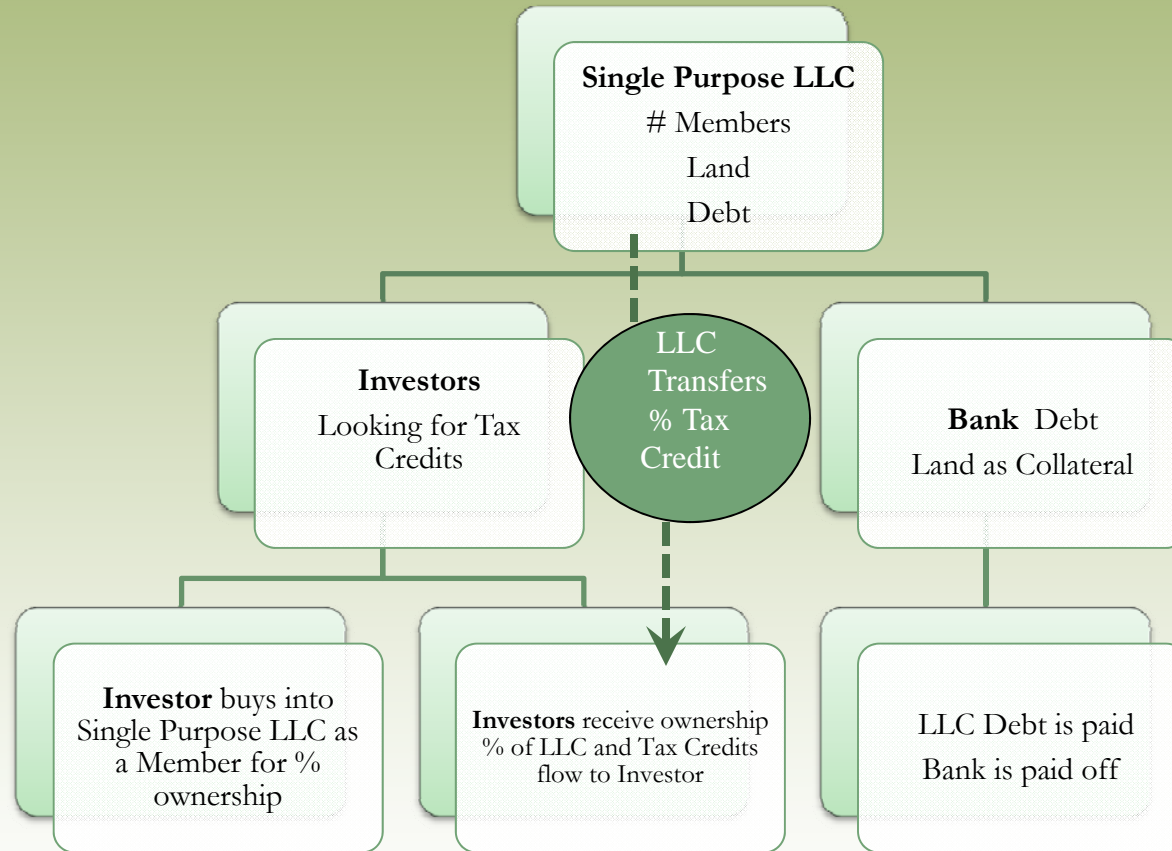 Single Purpose LLC
# Members
Land
Debt
Investors
Looking for Tax
Credits
LLC
Transfers
% Tax
Credit
Bank Debt
Land as Collateral
Investor buys into
Single Purpose LLC as
a Member for %
ownership
Investors receive ownership
% of LLC and Tax Credits
flow to Investor
LLC Debt is paid
Bank is paid off